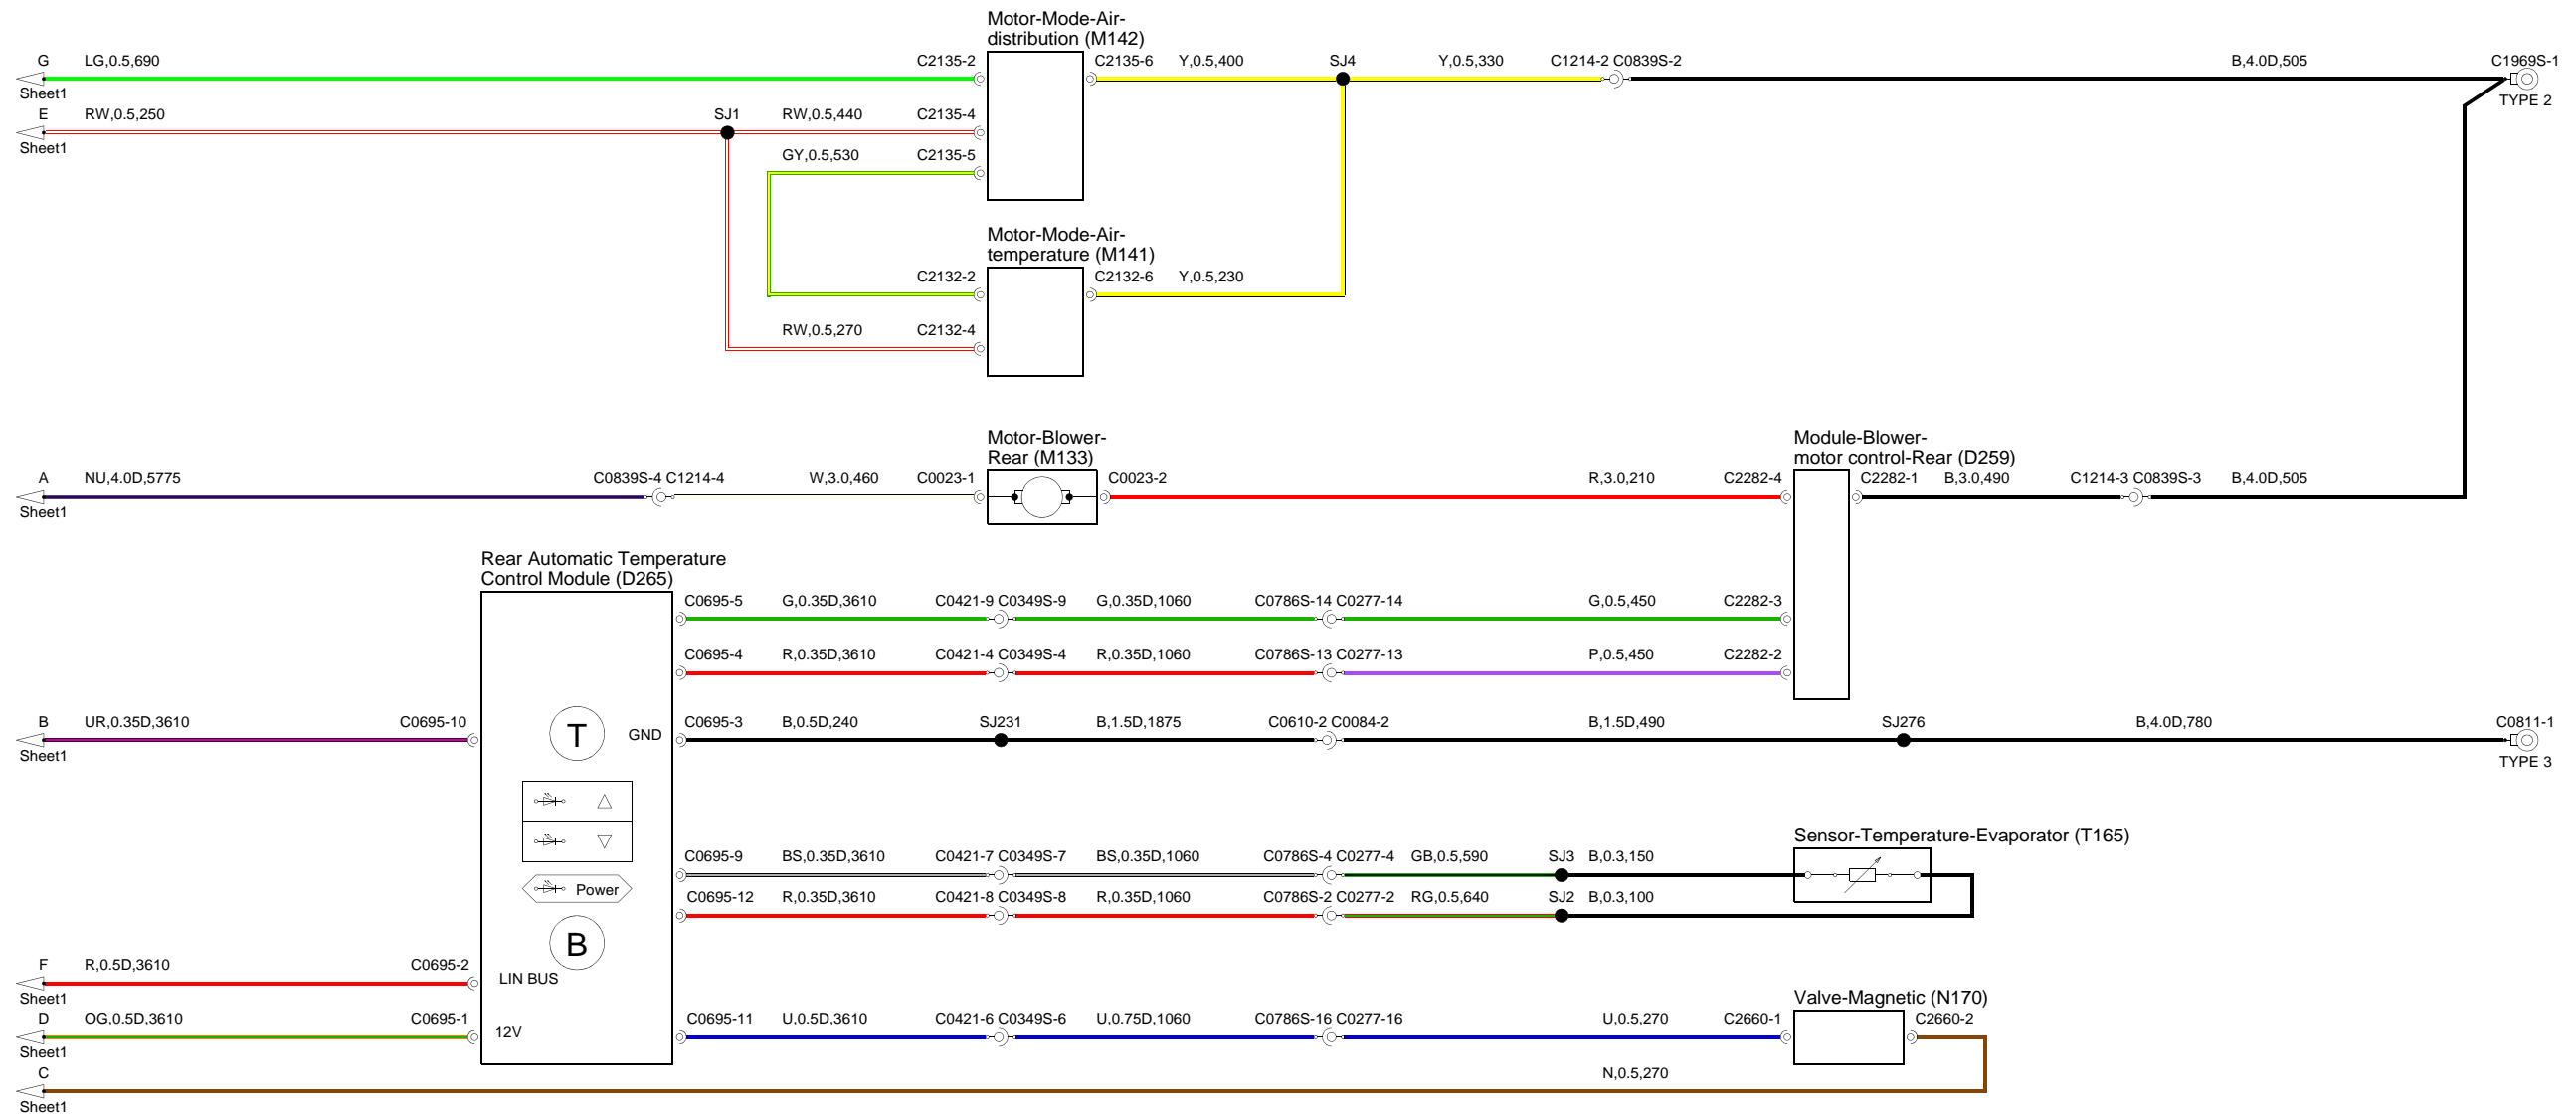 Motor-Mode-Air-
distribution (M142)
G LG,0.5,690 C2135-2 C2135-6 Y,0.5,400 SJ4 Y,0.5,330 C1214-2 C0839S-2 B,4.0D,505 C1969S-1
Sheet1 TYPE 2
E RW,0.5,250 SJ1 RW,0.5,440 C2135-4
Sheet1
GY,0.5,530 C2135-5
Motor-Mode-Air-
temperature (M141)
C2132-2 C2132-6 Y,0.5,230
RW,0.5,270 C2132-4
Motor-Blower-
Rear (M133)
Module-Blower-
motor control-Rear (D259)
A NU,4.0D,5775 C0839S-4 C1214-4 W,3.0,460 C0023-1 C0023-2 R,3.0,210 C2282-4 C2282-1 B,3.0,490 C1214-3 C0839S-3 B,4.0D,505
Sheet1
Rear Automatic Temperature
Control Module (D265)
C0695-5 G,0.35D,3610 C0421-9 C0349S-9 G,0.35D,1060 C0786S-14 C0277-14 G,0.5,450 C2282-3
C0695-4 R,0.35D,3610 C0421-4 C0349S-4 R,0.35D,1060 C0786S-13 C0277-13 P,0.5,450 C2282-2
B UR,0.35D,3610 C0695-10 C0695-3 B,0.5D,240 SJ231 B,1.5D,1875 C0610-2 C0084-2 B,1.5D,490 SJ276 B,4.0D,780 C0811-1
T GND
Sheet1 TYPE 3
Sensor-Temperature-Evaporator (T165)
C0695-9 BS,0.35D,3610 C0421-7 C0349S-7 BS,0.35D,1060 C0786S-4 C0277-4 GB,0.5,590 SJ3 B,0.3,150
Power
C0695-12 R,0.35D,3610 C0421-8 C0349S-8 R,0.35D,1060 C0786S-2 C0277-2 RG,0.5,640 SJ2 B,0.3,100
B
F R,0.5D,3610 C0695-2
LIN BUS
Sheet1
Valve-Magnetic (N170)
D OG,0.5D,3610 C0695-1 C0695-11 U,0.5D,3610 C0421-6 C0349S-6 U,0.75D,1060 C0786S-16 C0277-16 U,0.5,270 C2660-1 C2660-2
12V
Sheet1
C N,0.5,270
Sheet1